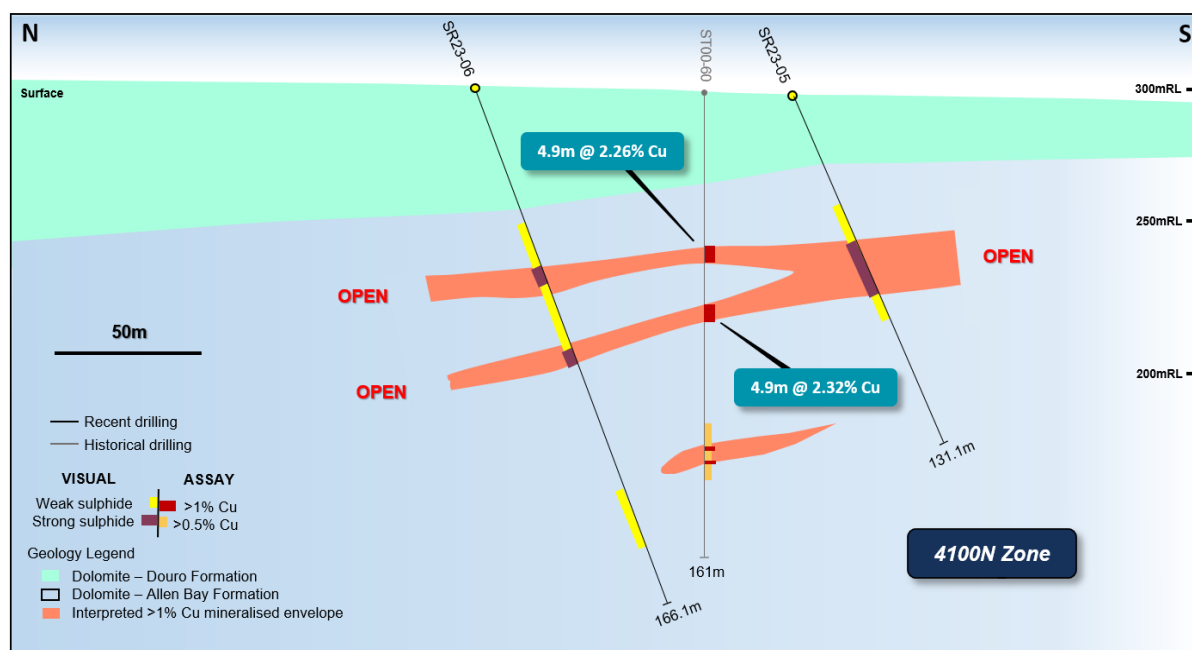 N
S
SR23-06
ST00-60
SR23-05
Surface
300mRL
4.9m @ 2.26% Cu
250mRL
OPEN
OPEN
50m
OPEN
4.9m @ 2.32% Cu
200mRL
Recent drilling
Historical drilling
131.1m
VISUAL ASSAY
Weak sulphide >1% Cu
Strong sulphide >0.5% Cu
4100N Zone
Geology Legend
161m
Dolomite – Douro Formation
Dolomite – Allen Bay Formation
Interpreted >1% Cu mineralised envelope
166.1m